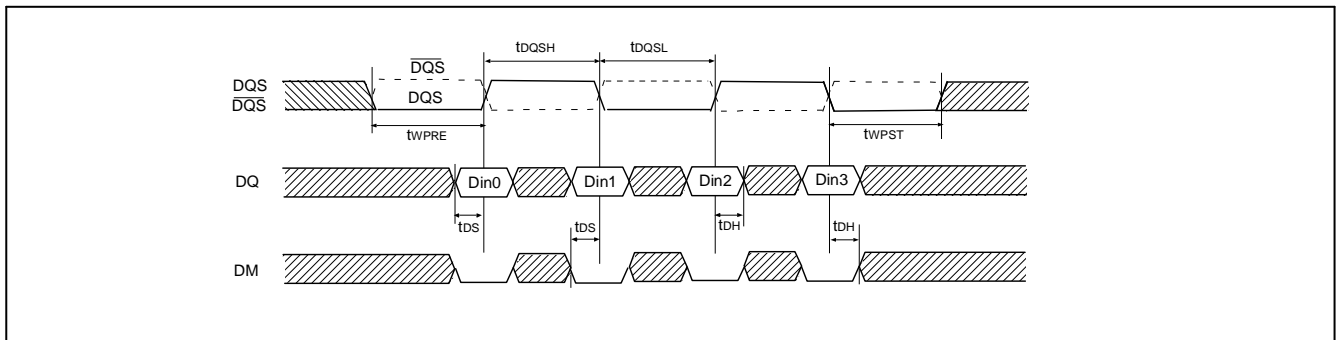 tDQSH tDQSL
DQS
DQS
DQS
DQS
tWPRE
tWPST
DQ
Din0
Din1
Din2
Din3
tDS
tDS
tDH
tDH
DM